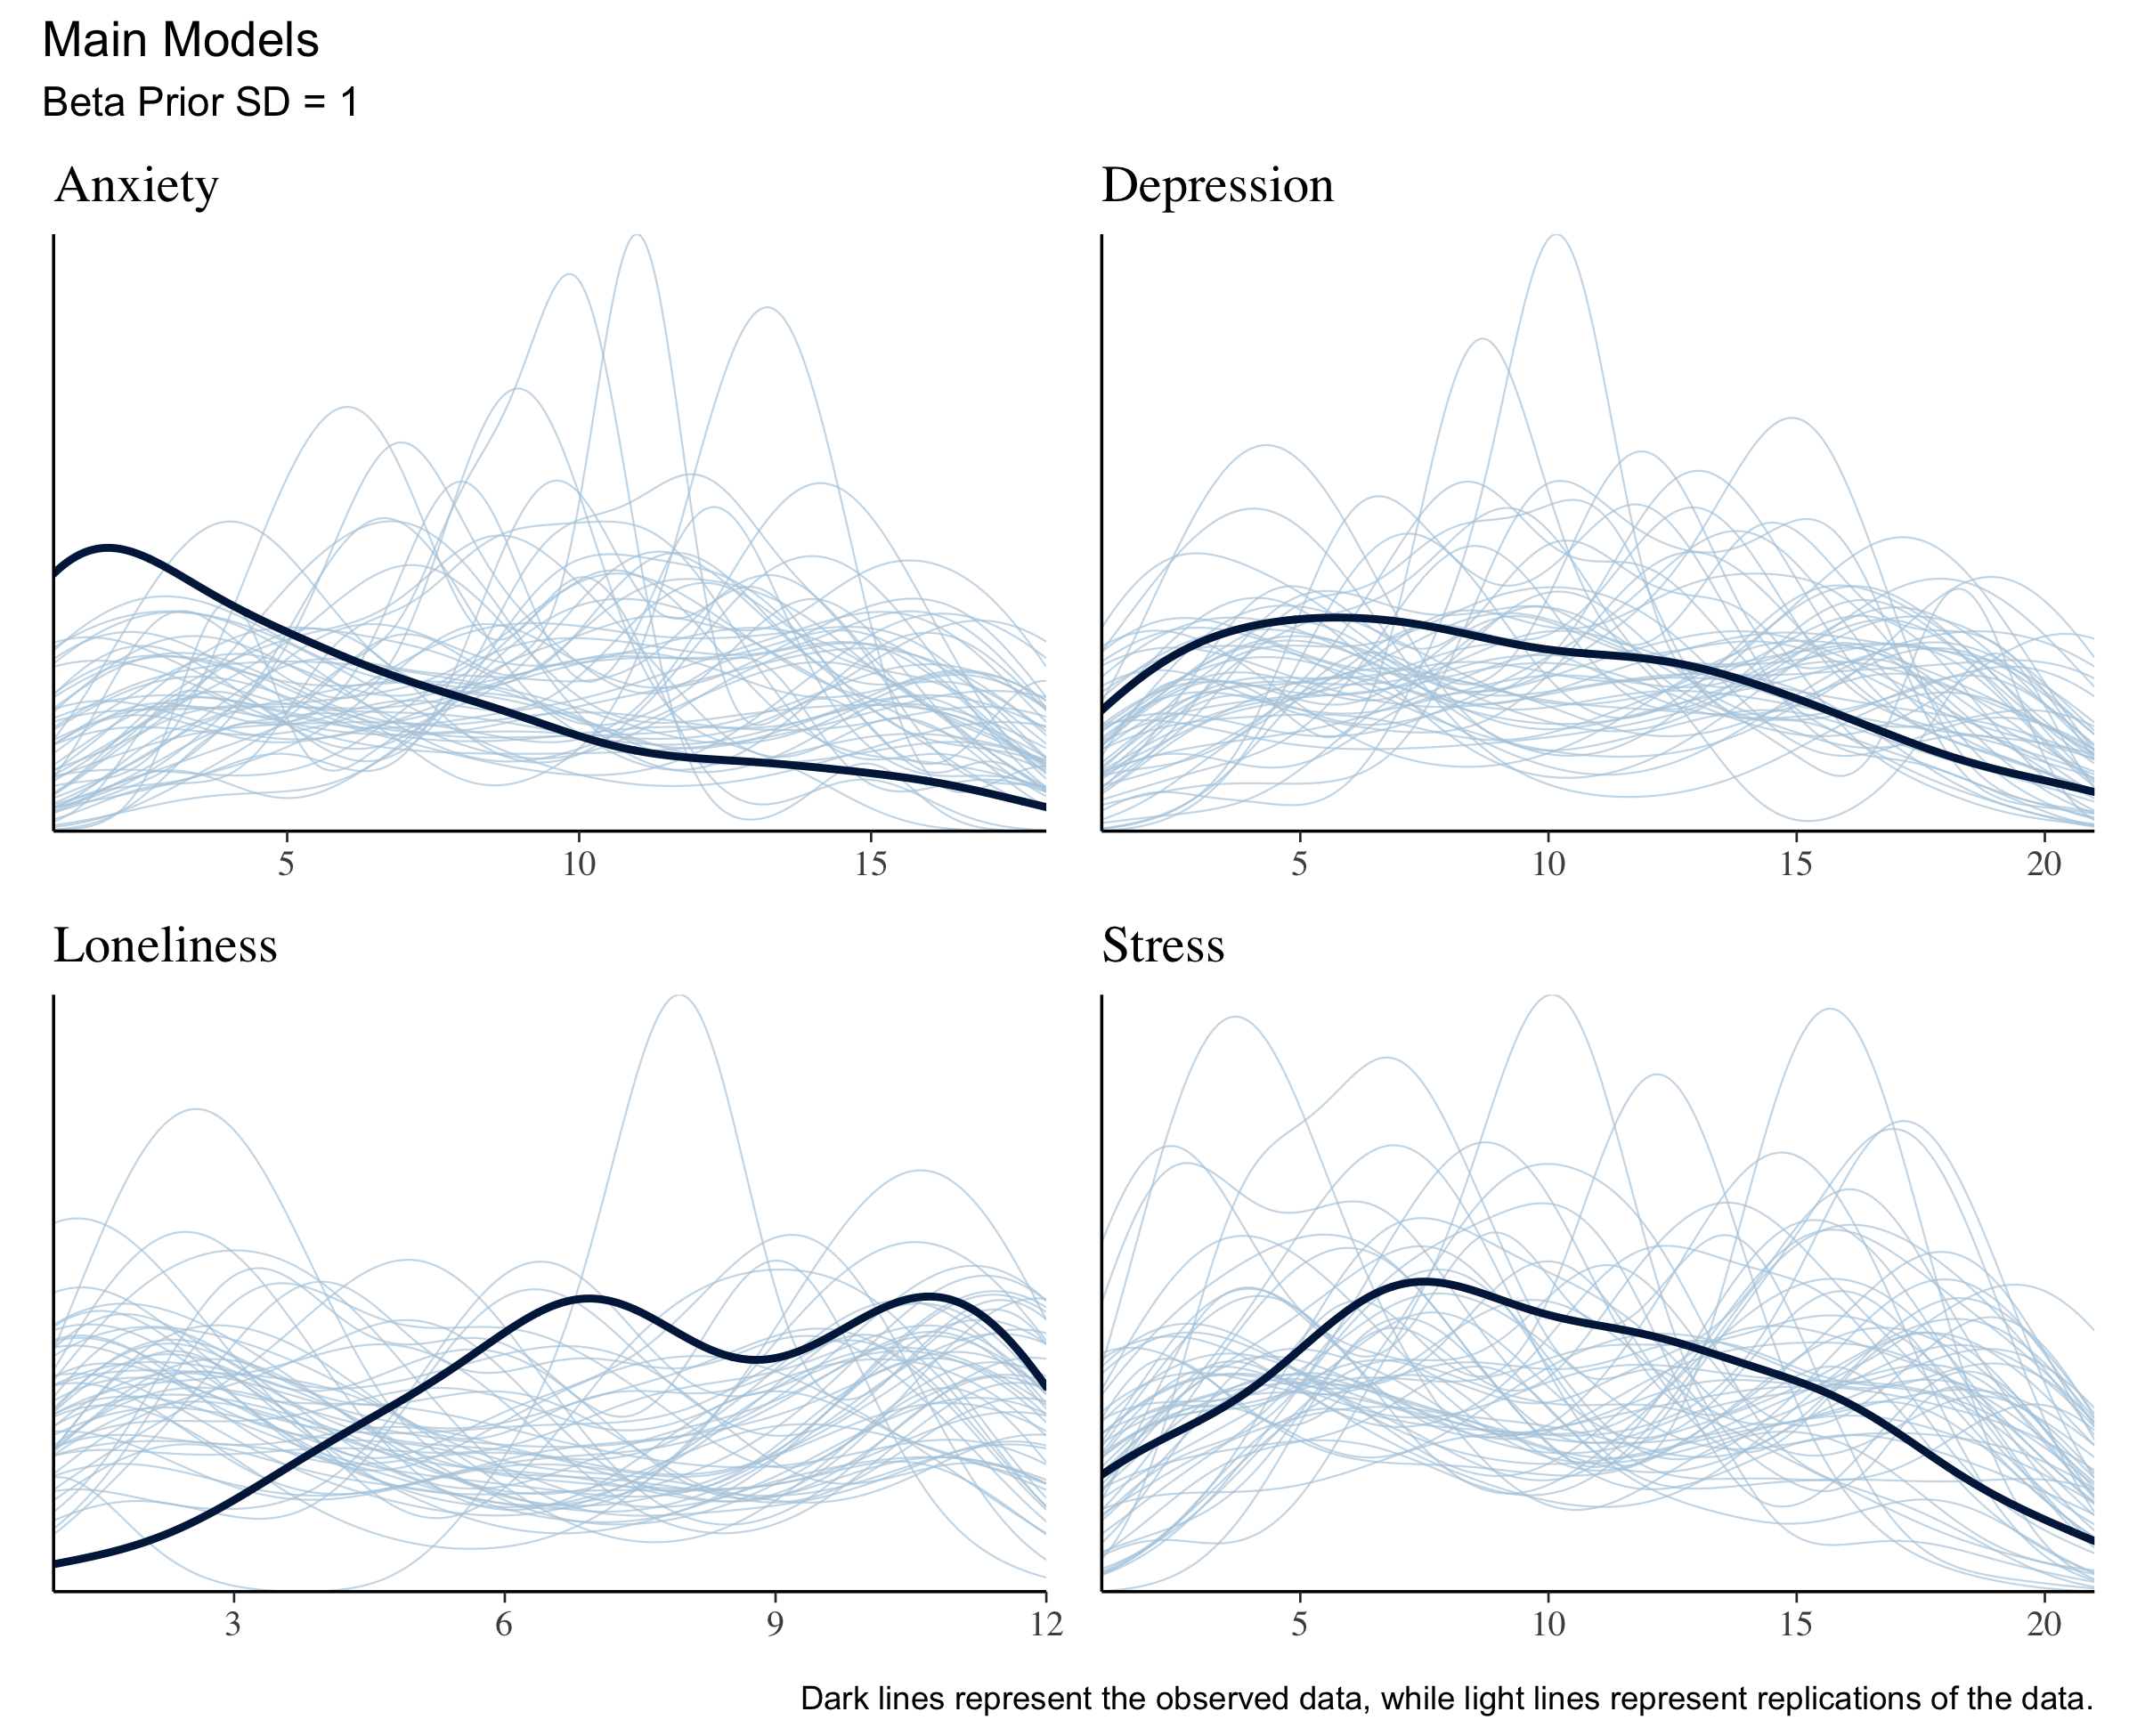 Main Models
Beta Prior SD = 1
Anxiety
Depression
5 10 15
5 10 15 20
Loneliness
Stress
3 6 9 12
5 10 15 20
Dark lines represent the observed data, while light lines represent replications of the data.